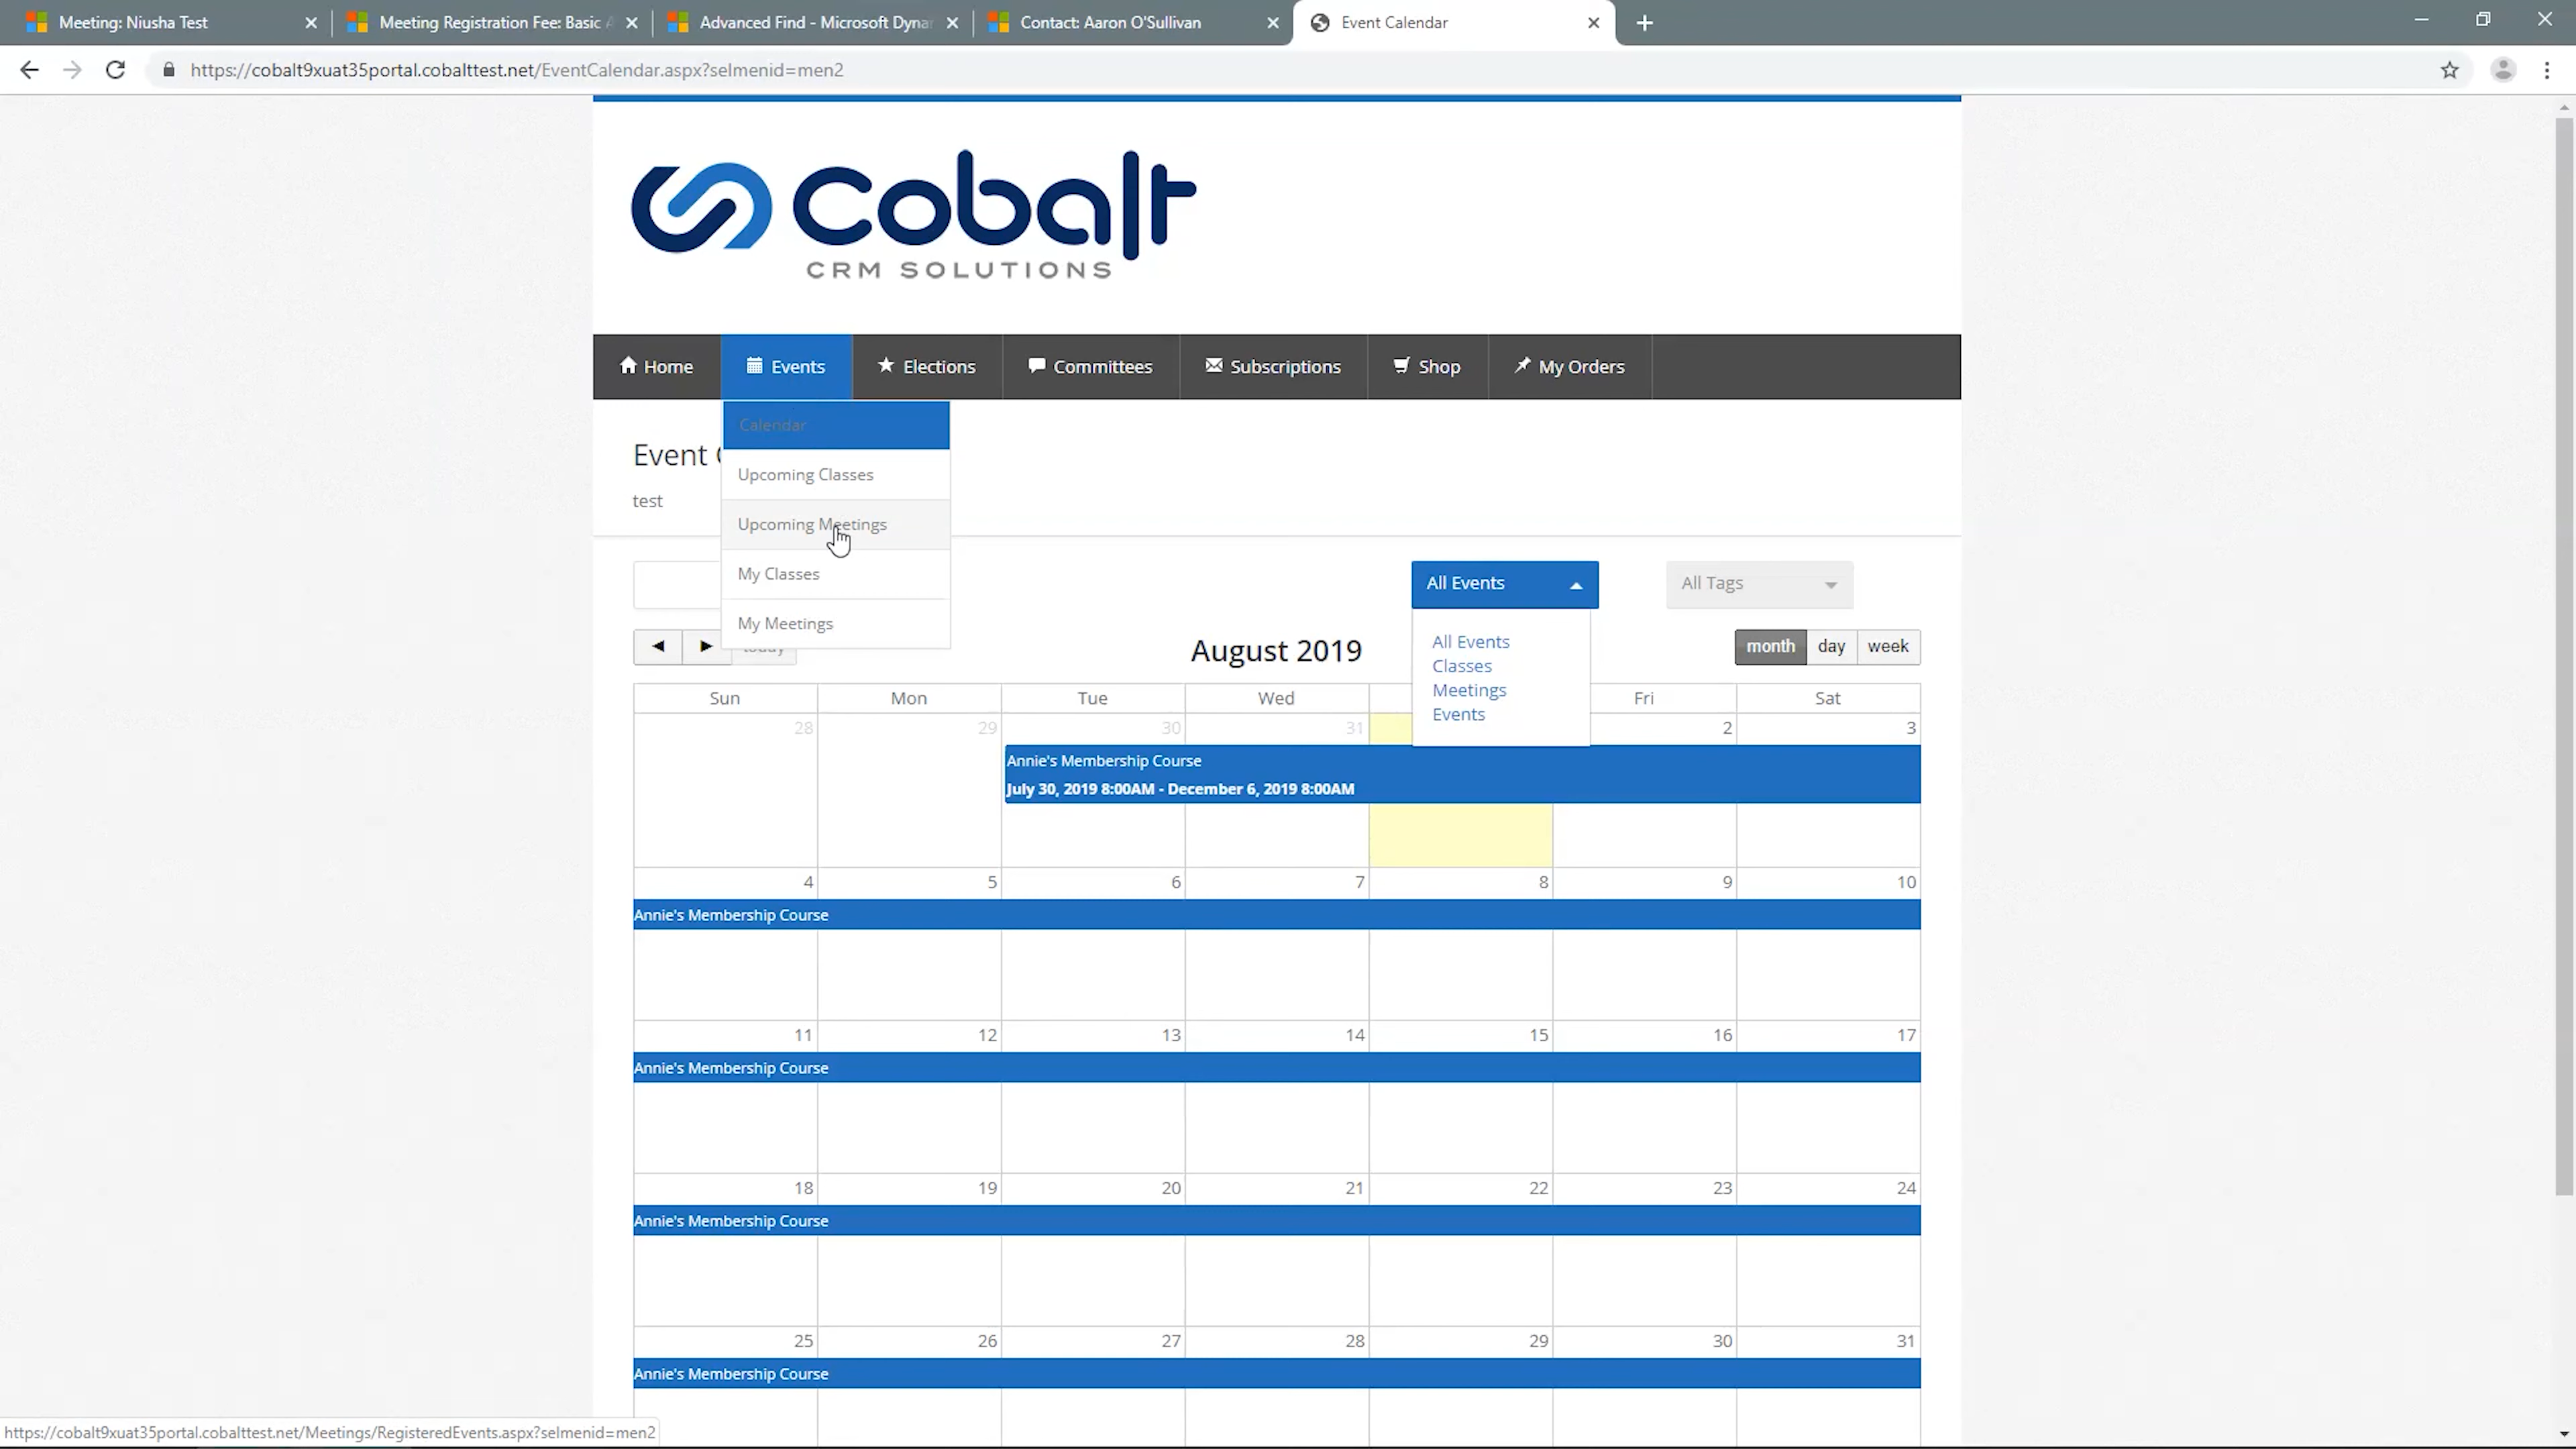 Meeting: Niusha Test
Meeting Registration Fee: Basic A
Advanced Find - Microsoft Dyna
Contact: Aaron O'Sullivan
Event Calendar
https://cobalt9xuat35portal.cobalttest.net/EventCalendar.aspx?selmenid=men2
cobalt
CRM SOLUTIONS
Home
Events
Elections
Committees
Subscriptions
Shop
My Orders
Calendar
Upcoming Classes
Upcoming Meetings
My Classes
My Meetings
Event C
test
All Events
All Tags
All Events
Classes
Meetings
Events
today
August 2019
month day week
Sun Mon Tue Wed Fri Sat
28 29 30 31 2 3
Annie's Membership Course
July 30, 2019 8:00AM - December 6, 2019 8:00AM
4 5 6 7 8 9 10
Annie's Membership Course
11 12 13 14 15 16 17
Annie's Membership Course
18 19 20 21 22 23 24
Annie's Membership Course
25 26 27 28 29 30 31
Annie's Membership Course
https://cobalt9xuat35portal.cobalttest.net/Meetings/RegisteredEvents.aspx?selmenid=men2